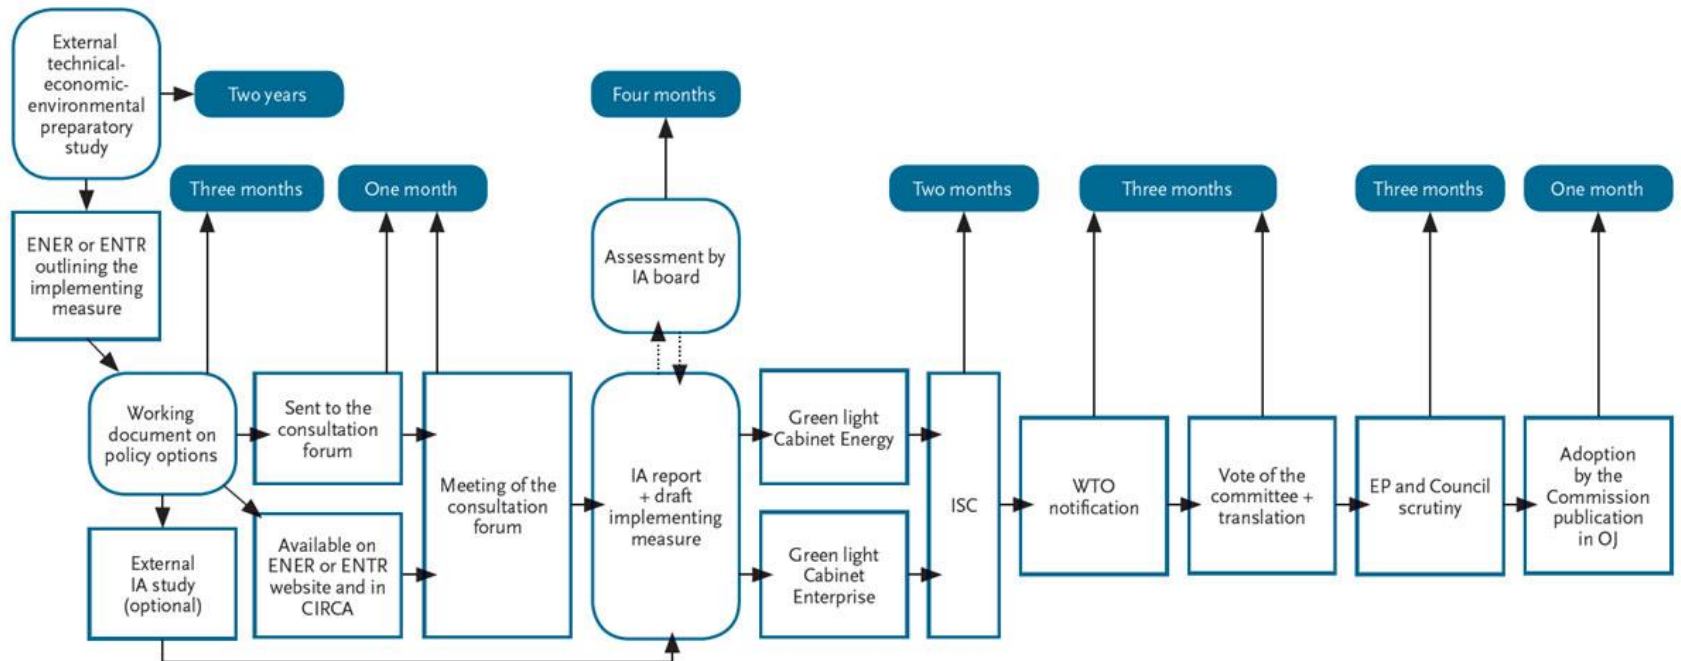 External
technical-
economic-
environmental
preparatory
study
Two years
Four months
Three months
One month
Two months
Three months
Three months
One month
ENER or ENTR
outlining the
implementing
measure
Assessment by
IA board
Working
document on
policy options
Sent to the
consultation
forum
Meeting of the
consultation
forum
IA report
+ draft
implementing
measure
Green light
Cabinet Energy
ISC
WTO
notification
Vote of the
committee +
translation
EP and Council
scrutiny
Adoption
by the
Commission
publication
in OJ
External
IA study
(optional)
Available on
ENER or ENTR
website and in
CIRCA
Green light
Cabinet
Enterprise